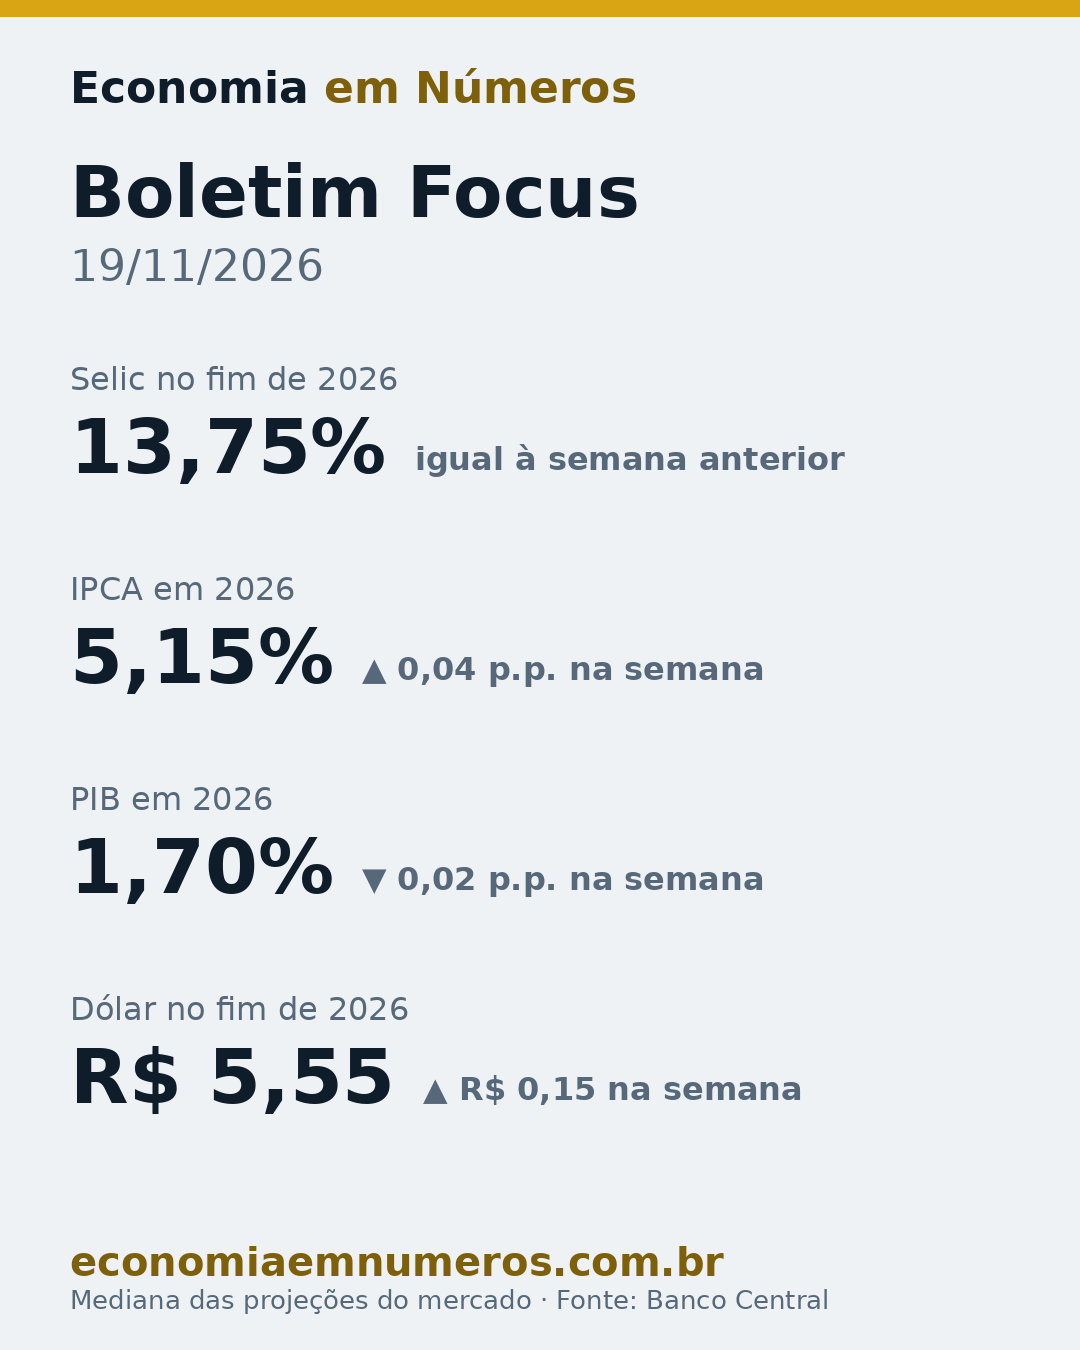 Economia em Números
Boletim Focus
19/11/2026
Selic no fim de 2026
13,75% igual à semana anterior
IPCA em 2026
5,15% ▲ 0,04 p.p. na semana
PIB em 2026
1,70% ▼ 0,02 p.p. na semana
Dólar no fim de 2026
R$ 5,55 ▲ R$ 0,15 na semana
economiaemnumeros.com.br
Mediana das projeções do mercado · Fonte: Banco Central